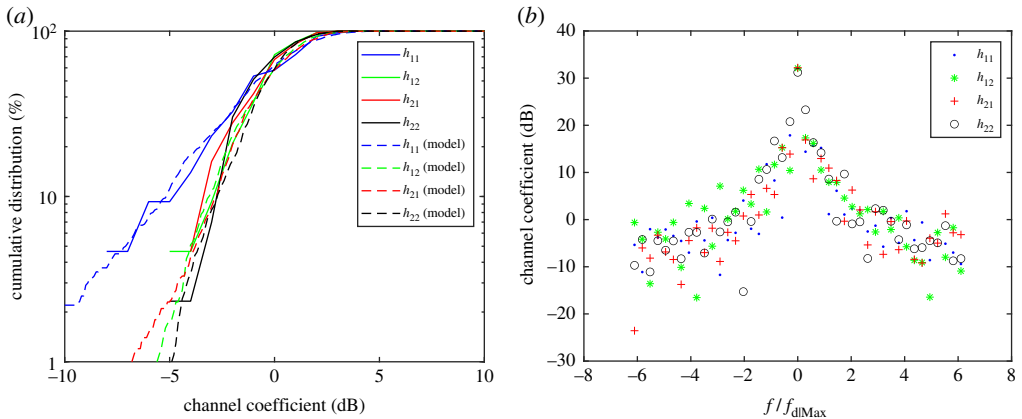 (a)
10²
10
1
cumulative distribution (%)
−10
−5
0
5
10
channel coefficient (dB)
h₁₁
h₁₂
h₂₁
h₂₂
h₁₁ (model)
h₁₂ (model)
h₂₁ (model)
h₂₂ (model)
(b)
40
30
20
10
0
−10
−20
−30
channel coefficient (dB)
−8
−6
−4
−2
0
2
4
6
8
f / f_d|Max
h₁₁
h₁₂
h₂₁
h₂₂